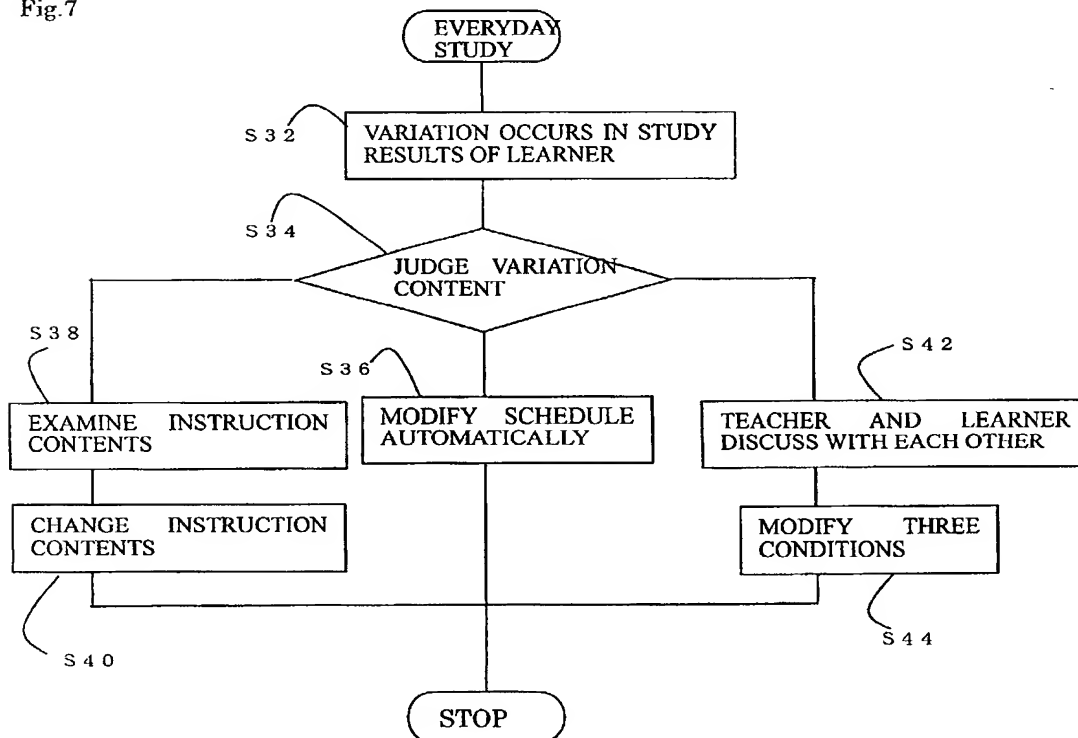 Fig.7
EVERYDAY
STUDY
S32
VARIATION OCCURS IN STUDY
RESULTS OF LEARNER
S34
JUDGE VARIATION
CONTENT
S38
S36
S42
EXAMINE INSTRUCTION
CONTENTS
MODIFY SCHEDULE
AUTOMATICALLY
TEACHER AND LEARNER
DISCUSS WITH EACH OTHER
CHANGE INSTRUCTION
CONTENTS
MODIFY THREE
CONDITIONS
S40
S44
STOP